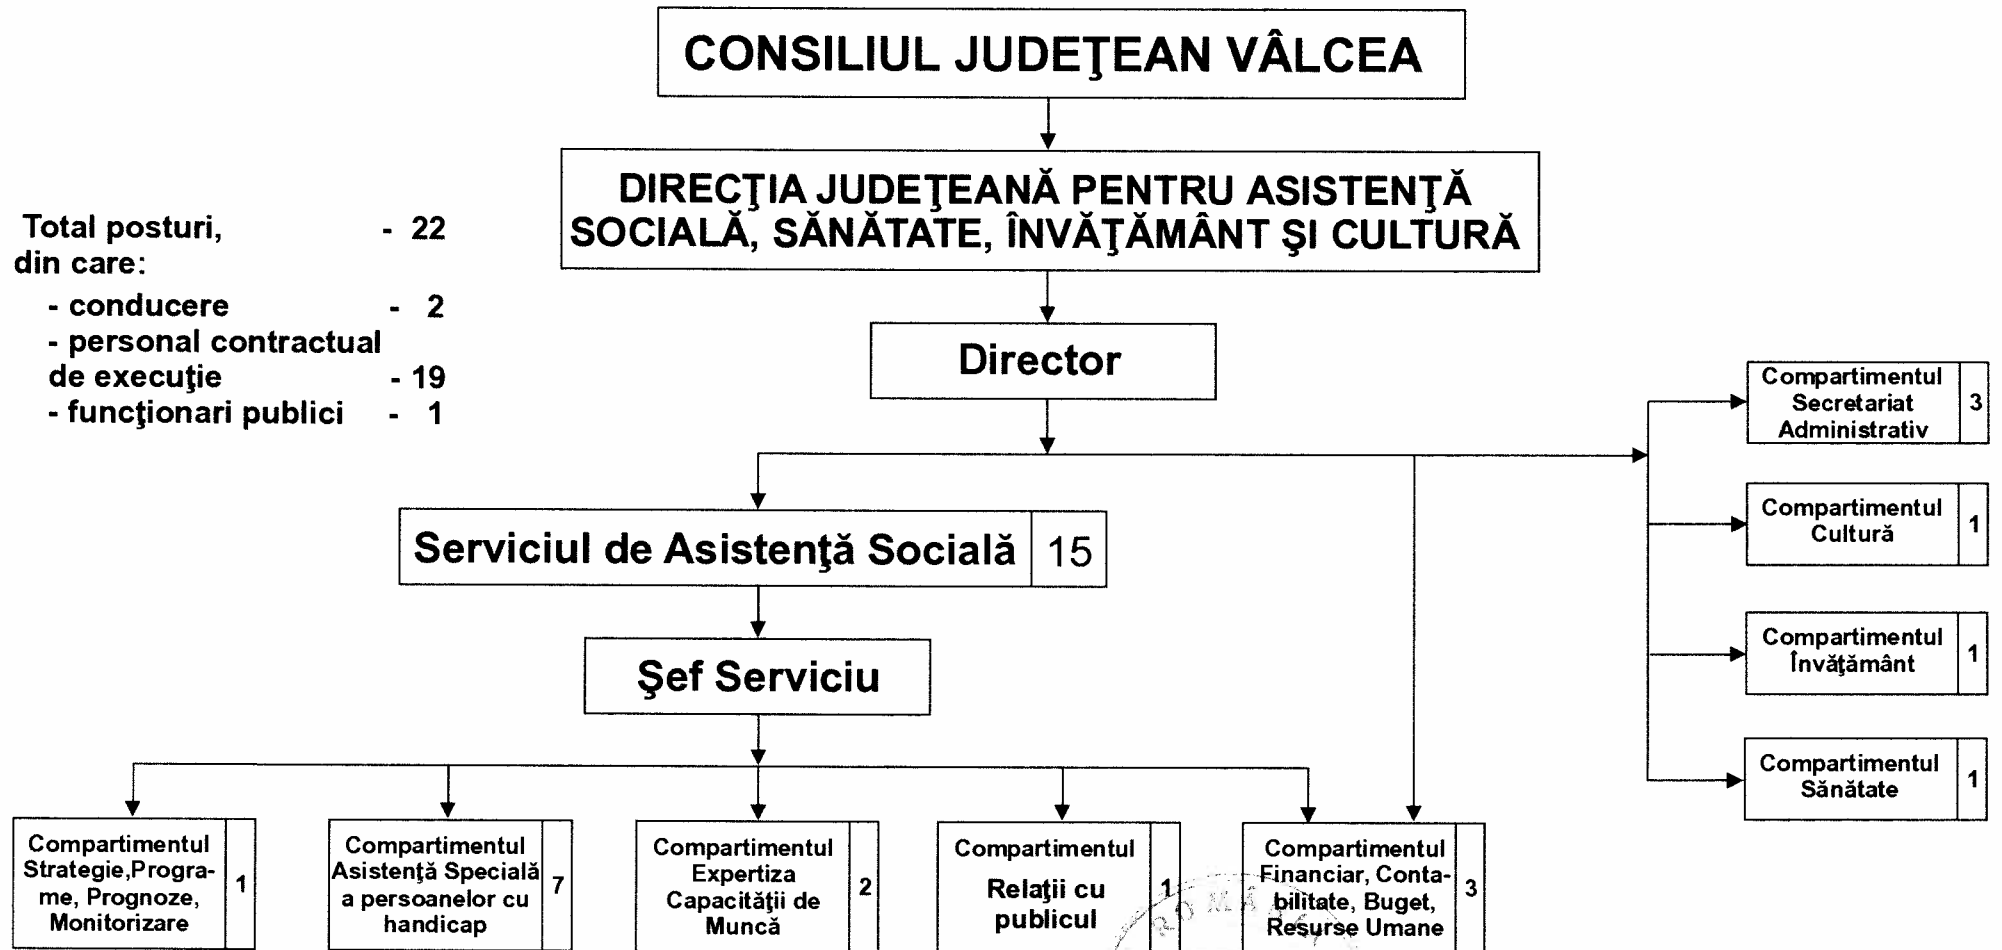 CONSILIUL JUDEŢEAN VÂLCEA
DIRECŢIA JUDEŢEANĂ PENTRU ASISTENŢĂ
SOCIALĂ, SĂNĂTATE, ÎNVĂŢĂMÂNT ŞI CULTURĂ
Total posturi, - 22
din care:
- conducere - 2
- personal contractual
de execuţie - 19
- funcţionari publici - 1
Director
Compartimentul
Secretariat
Administrativ
3
Compartimentul
Cultură
1
Compartimentul
Învăţământ
1
Compartimentul
Sănătate
1
Serviciul de Asistenţă Socială 15
Şef Serviciu
Compartimentul
Strategie,Progra-
me, Prognoze,
Monitorizare
1
Compartimentul
Asistenţă Specială
a persoanelor cu
handicap
7
Compartimentul
Expertiza
Capacităţii de
Muncă
2
Compartimentul
Relaţii cu
publicul
1
Compartimentul
Financiar, Conta-
bilitate, Buget,
Resurse Umane
3